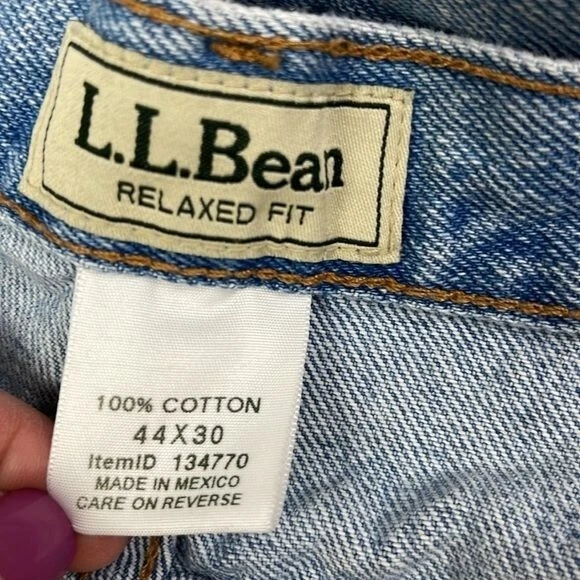 L.L.Bean
RELAXED FIT
100% COTTON
44X30
ItemID 134770
MADE IN MEXICO
CARE ON REVERSE